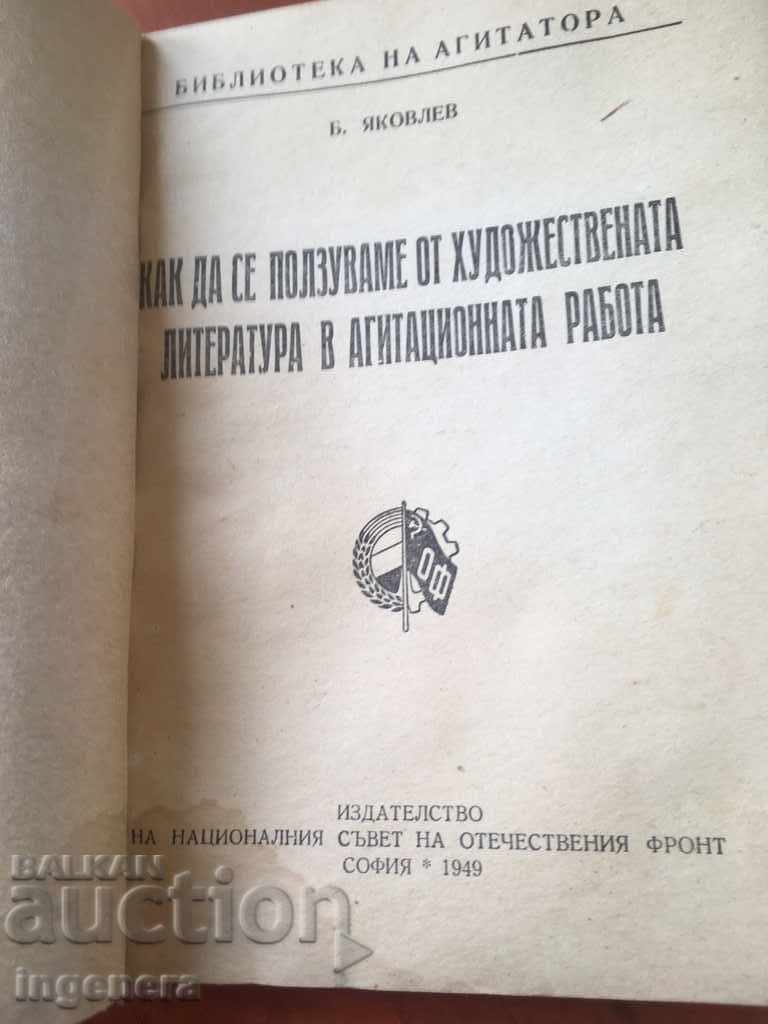 БИБЛИОТЕКА НА АГИТАТОРА
Б. ЯКОВЛЕВ
КАК ДА СЕ ПОЛЗУВАМЕ ОТ ХУДОЖЕСТВЕНАТА
ЛИТЕРАТУРА В АГИТАЦИОННАТА РАБОТА
ОФ
ИЗДАТЕЛСТВО
НА НАЦИОНАЛНИЯ СЪВЕТ НА ОТЕЧЕСТВЕНИЯ ФРОНТ
СОФИЯ * 1949
BALKAN
auction
ingenera